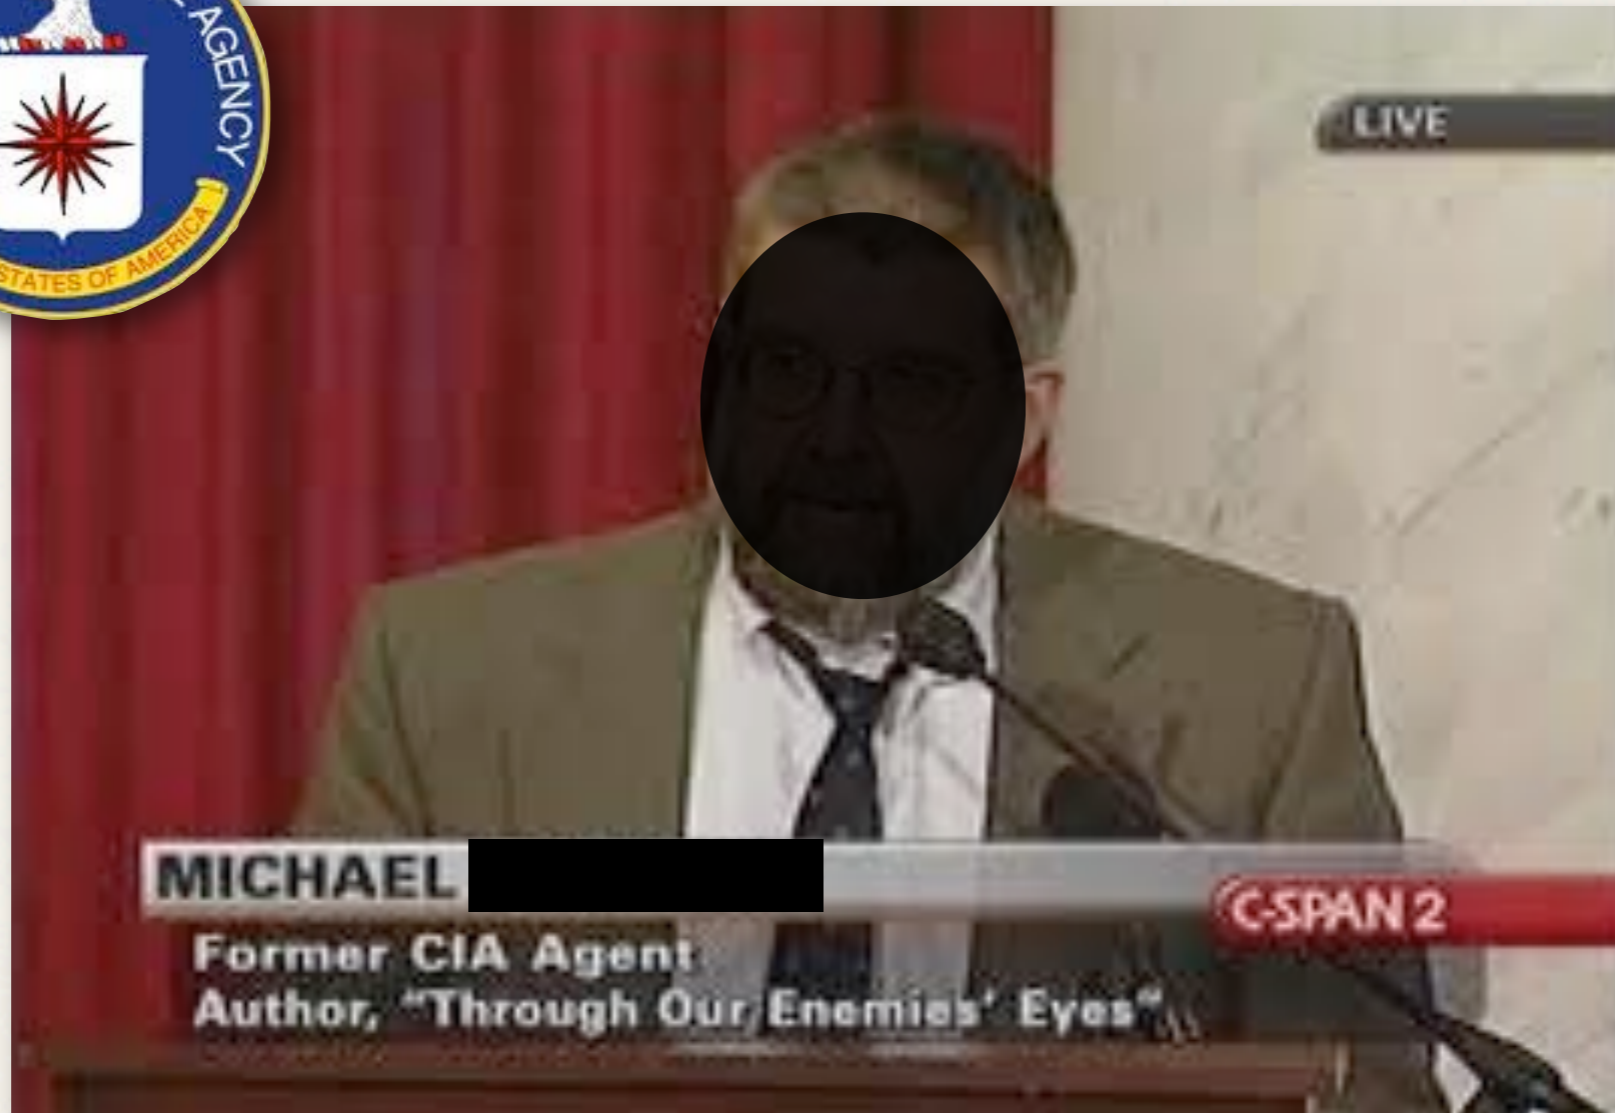 AGENCY
STATES OF AMERICA
LIVE
MICHAEL
C-SPAN 2
Former CIA Agent
Author, "Through Our Enemies' Eyes"